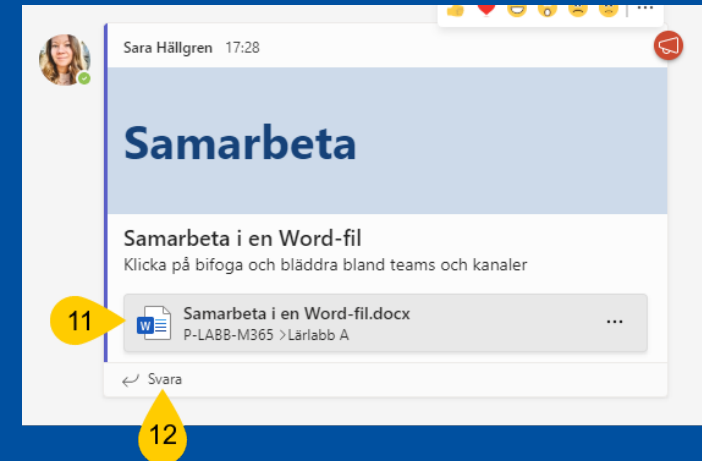 Sara Hällgren 17:28
Samarbeta
Samarbeta i en Word-fil
Klicka på bifoga och bläddra bland teams och kanaler
11
W
Samarbeta i en Word-fil.docx
P-LABB-M365 >Lärlabb A
...
Svara
12